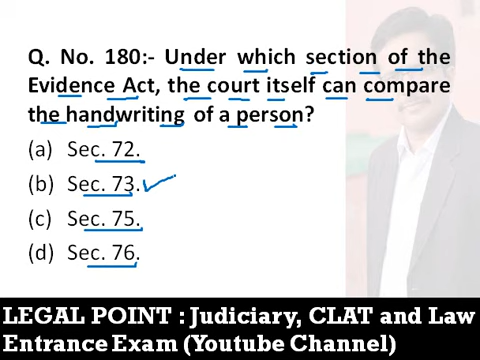 Q. No. 180:- Under which section of the
Evidence Act, the court itself can compare
the handwriting of a person?
(a) Sec. 72.
(b) Sec. 73.
(c) Sec. 75.
(d) Sec. 76.
LEGAL POINT : Judiciary, CLAT and Law
Entrance Exam (Youtube Channel)